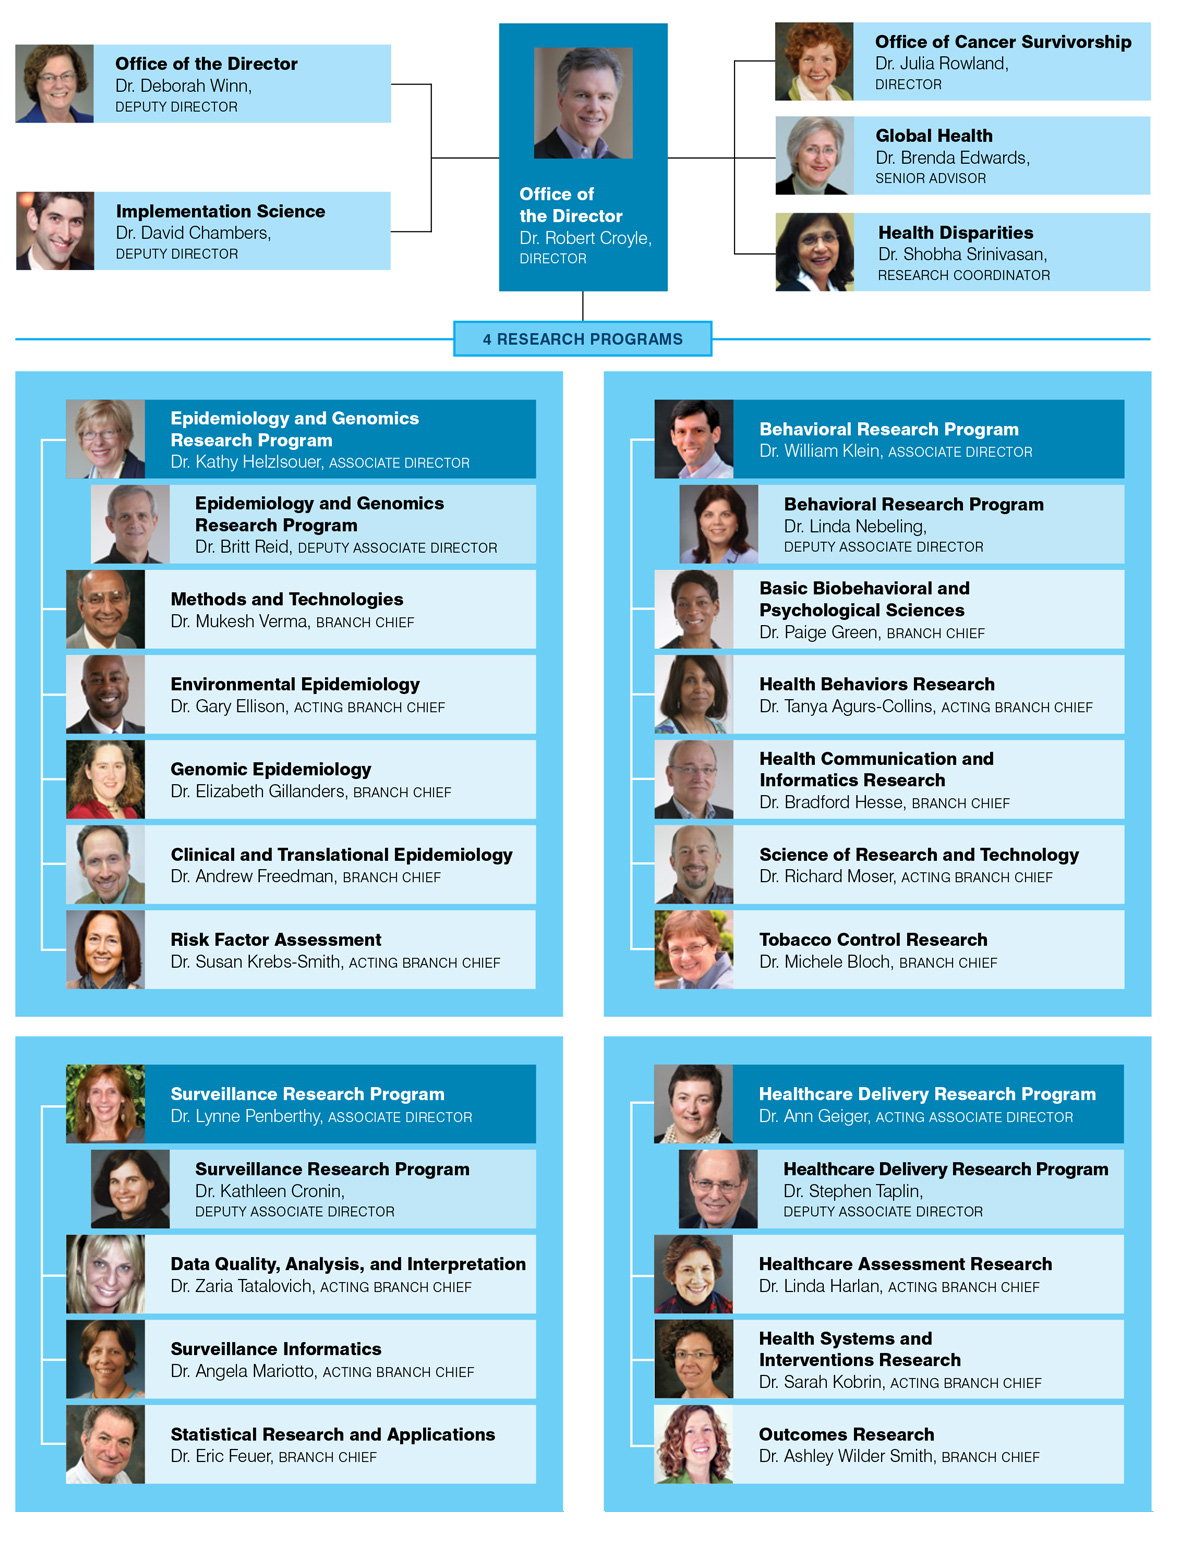 Office of the Director
Dr. Deborah Winn,
DEPUTY DIRECTOR
Implementation Science
Dr. David Chambers,
DEPUTY DIRECTOR
Office of
the Director
Dr. Robert Croyle,
DIRECTOR
Office of Cancer Survivorship
Dr. Julia Rowland,
DIRECTOR
Global Health
Dr. Brenda Edwards,
SENIOR ADVISOR
Health Disparities
Dr. Shobha Srinivasan,
RESEARCH COORDINATOR
4 RESEARCH PROGRAMS
Epidemiology and Genomics
Research Program
Dr. Kathy Helzlsouer, ASSOCIATE DIRECTOR
Epidemiology and Genomics
Research Program
Dr. Britt Reid, DEPUTY ASSOCIATE DIRECTOR
Methods and Technologies
Dr. Mukesh Verma, BRANCH CHIEF
Environmental Epidemiology
Dr. Gary Ellison, ACTING BRANCH CHIEF
Genomic Epidemiology
Dr. Elizabeth Gillanders, BRANCH CHIEF
Clinical and Translational Epidemiology
Dr. Andrew Freedman, BRANCH CHIEF
Risk Factor Assessment
Dr. Susan Krebs-Smith, ACTING BRANCH CHIEF
Behavioral Research Program
Dr. William Klein, ASSOCIATE DIRECTOR
Behavioral Research Program
Dr. Linda Nebeling,
DEPUTY ASSOCIATE DIRECTOR
Basic Biobehavioral and
Psychological Sciences
Dr. Paige Green, BRANCH CHIEF
Health Behaviors Research
Dr. Tanya Agurs-Collins, ACTING BRANCH CHIEF
Health Communication and
Informatics Research
Dr. Bradford Hesse, BRANCH CHIEF
Science of Research and Technology
Dr. Richard Moser, ACTING BRANCH CHIEF
Tobacco Control Research
Dr. Michele Bloch, BRANCH CHIEF
Surveillance Research Program
Dr. Lynne Penberthy, ASSOCIATE DIRECTOR
Surveillance Research Program
Dr. Kathleen Cronin,
DEPUTY ASSOCIATE DIRECTOR
Data Quality, Analysis, and Interpretation
Dr. Zaria Tatalovich, ACTING BRANCH CHIEF
Surveillance Informatics
Dr. Angela Mariotto, ACTING BRANCH CHIEF
Statistical Research and Applications
Dr. Eric Feuer, BRANCH CHIEF
Healthcare Delivery Research Program
Dr. Ann Geiger, ACTING ASSOCIATE DIRECTOR
Healthcare Delivery Research Program
Dr. Stephen Taplin,
DEPUTY ASSOCIATE DIRECTOR
Healthcare Assessment Research
Dr. Linda Harlan, ACTING BRANCH CHIEF
Health Systems and
Interventions Research
Dr. Sarah Kobrin, ACTING BRANCH CHIEF
Outcomes Research
Dr. Ashley Wilder Smith, BRANCH CHIEF